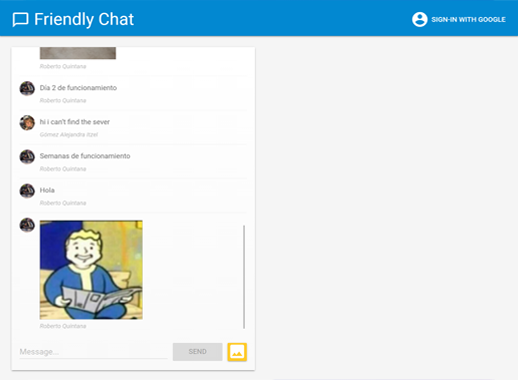 Friendly Chat
SIGN-IN WITH GOOGLE
Roberto Quintana
Día 2 de funcionamiento
Roberto Quintana
hi i can't find the sever
Gómez Alejandra Itzel
Semanas de funcionamiento
Roberto Quintana
Hola
Roberto Quintana
Roberto Quintana
Message...
SEND